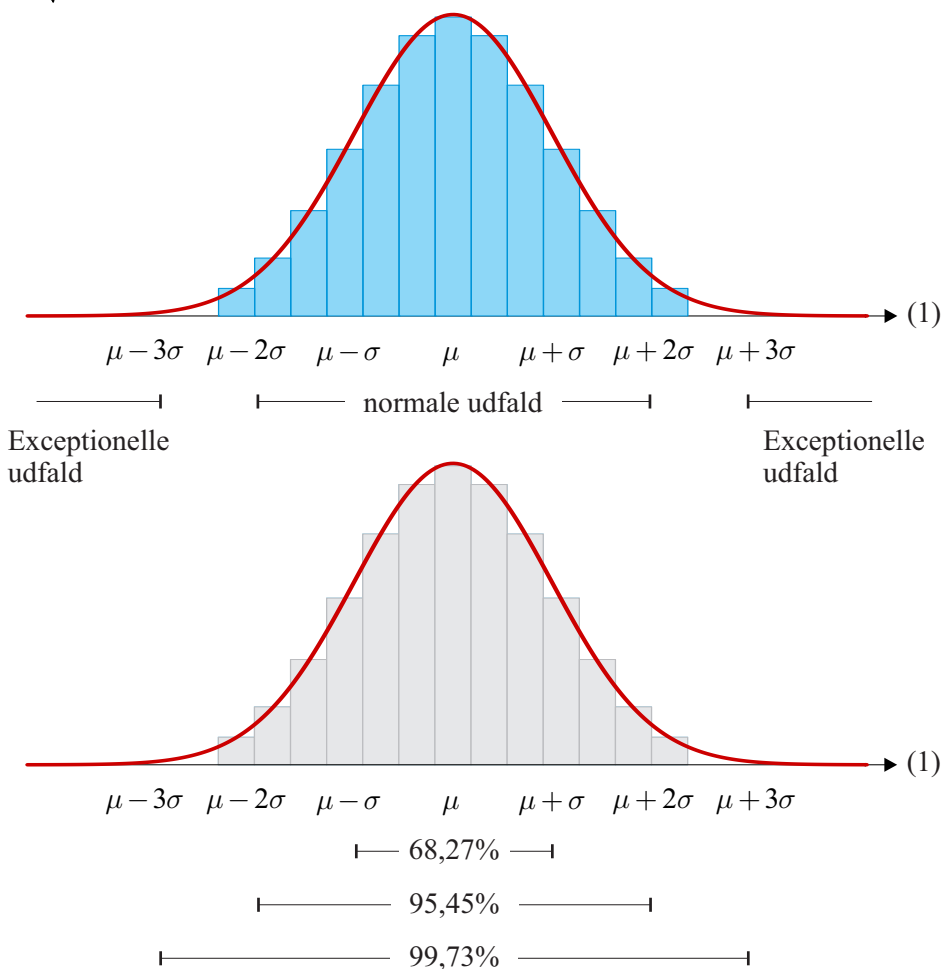 (1)
μ − 3σ μ − 2σ μ − σ μ μ + σ μ + 2σ μ + 3σ
normale udfald
Exceptionelle
udfald
Exceptionelle
udfald
(1)
μ − 3σ μ − 2σ μ − σ μ μ + σ μ + 2σ μ + 3σ
68,27%
95,45%
99,73%